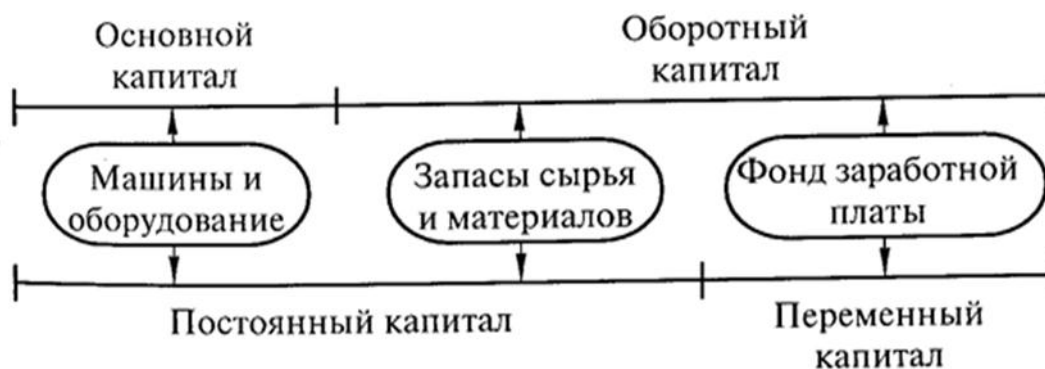 Основной
капитал
Оборотный
капитал
Машины и
оборудование
Запасы сырья
и материалов
Фонд заработной
платы
Постоянный капитал
Переменный
капитал